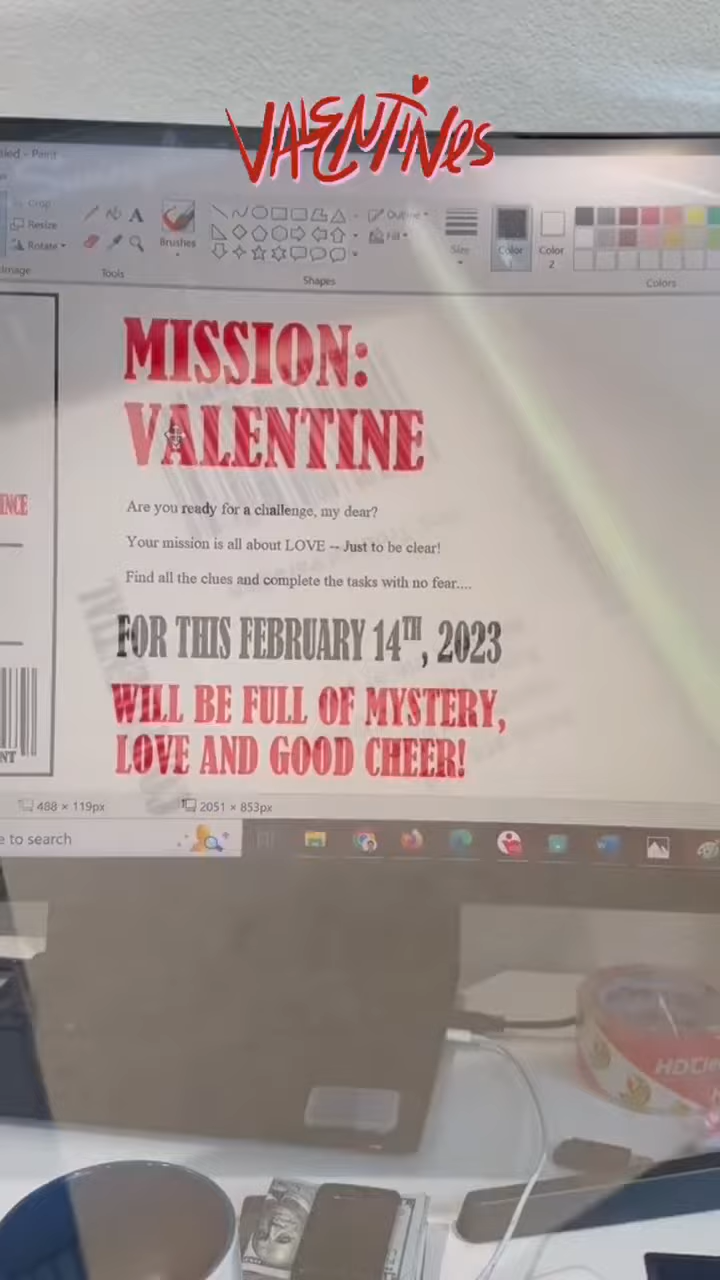 VALENTINES
Paint
Crop
Resize
Rotate
Image
Tools
Brushes
Shapes
Outline
Fill
Size
Color
Color 2
Colors
MISSION:
VALENTINE
Are you ready for a challenge, my dear?
Your mission is all about LOVE -- Just to be clear!
Find all the clues and complete the tasks with no fear....
FOR THIS FEBRUARY 14TH, 2023
WILL BE FULL OF MYSTERY,
LOVE AND GOOD CHEER!
488 × 119px
2051 × 853px
to search